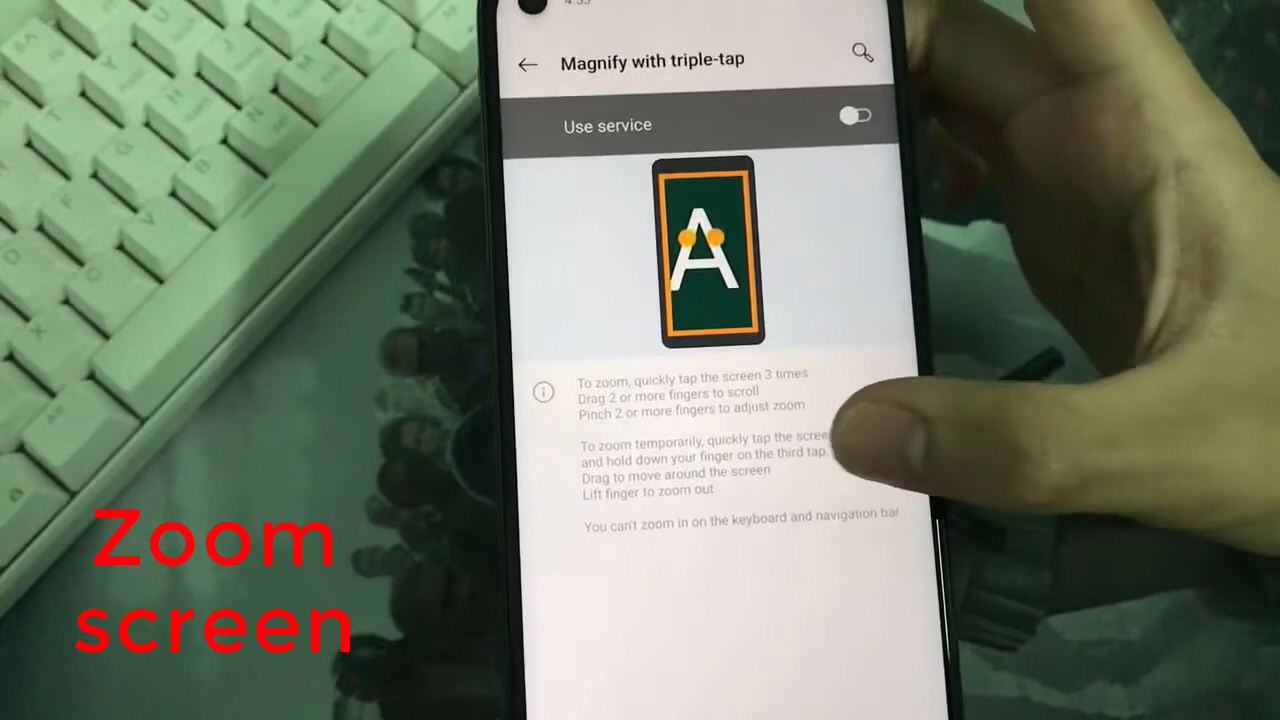 Magnify with triple-tap
Use service
A
To zoom, quickly tap the screen 3 times
Drag 2 or more fingers to scroll
Pinch 2 or more fingers to adjust zoom
To zoom temporarily, quickly tap the
and hold down your finger on the third tap.
Drag to move around the screen
Lift finger to zoom out
You can't zoom in on the keyboard and navigation bar
Zoom
screen